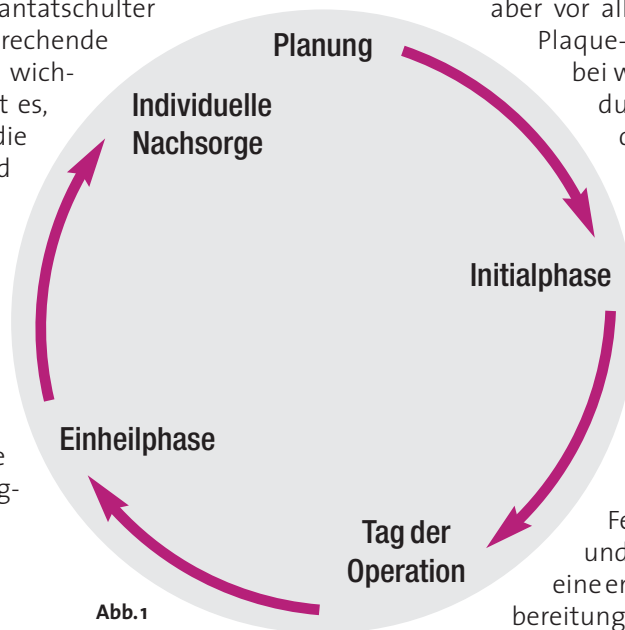 antatschulter
rechende
wich-
t es,
die
d
e
g-
aber vor all
Plaque-
bei w
du
Planung
Initialphase
Tag der
Operation
Einheilphase
Individuelle
Nachsorge
Abb.1
Fe
und
eine er
bereitung